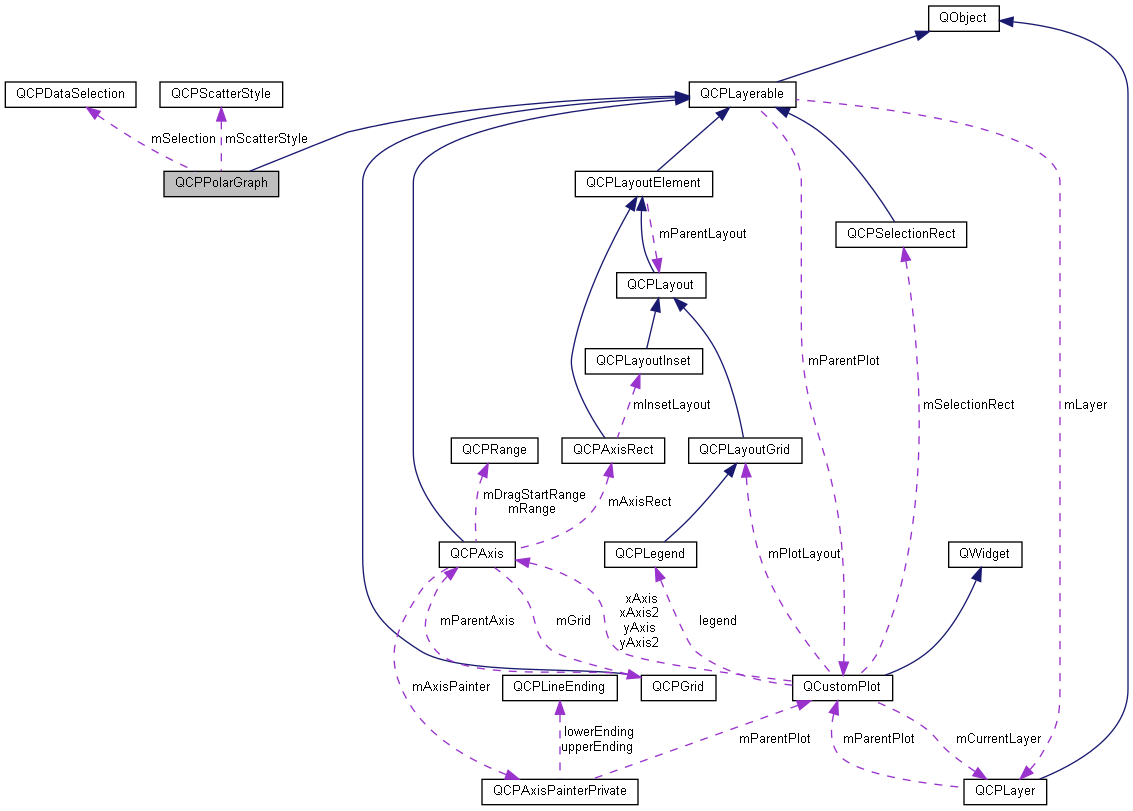 QObject
QCPDataSelection
QCPScatterStyle
QCPLayerable
mSelection
mScatterStyle
QCPPolarGraph
QCPLayoutElement
QCPSelectionRect
mParentLayout
QCPLayout
QCPLayoutInset
mParentPlot
mInsetLayout
mSelectionRect
mLayer
QCPRange
QCPAxisRect
QCPLayoutGrid
mDragStartRange
mRange
mAxisRect
QCPAxis
QCPLegend
mPlotLayout
QWidget
xAxis
xAxis2
yAxis
yAxis2
mParentAxis
mGrid
legend
mAxisPainter
QCPLineEnding
QCPGrid
QCustomPlot
lowerEnding
upperEnding
mParentPlot
mParentPlot
mCurrentLayer
QCPAxisPainterPrivate
QCPLayer